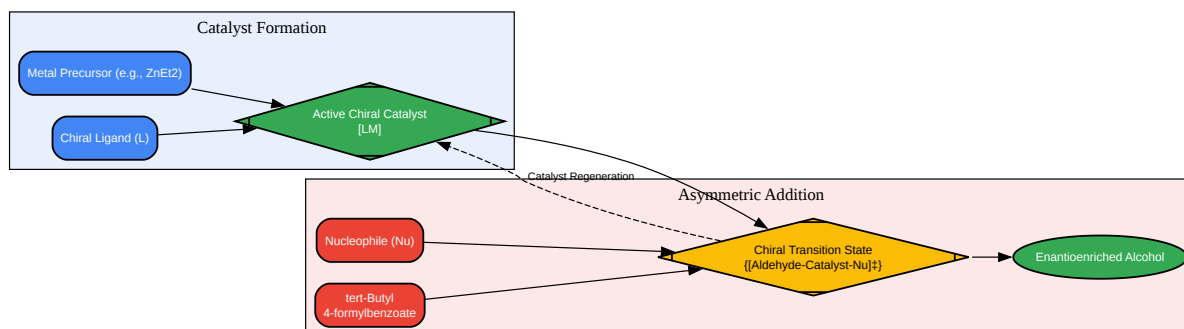 Catalyst Formation
Metal Precursor (e.g., ZnEt2)
Active Chiral Catalyst
[LM]
Chiral Ligand (L)
Catalyst Regeneration
Asymmetric Addition
Nucleophile (Nu)
Chiral Transition State
{[Aldehyde-Catalyst-Nu]‡}
Enantioenriched Alcohol
tert-Butyl
4-formylbenzoate